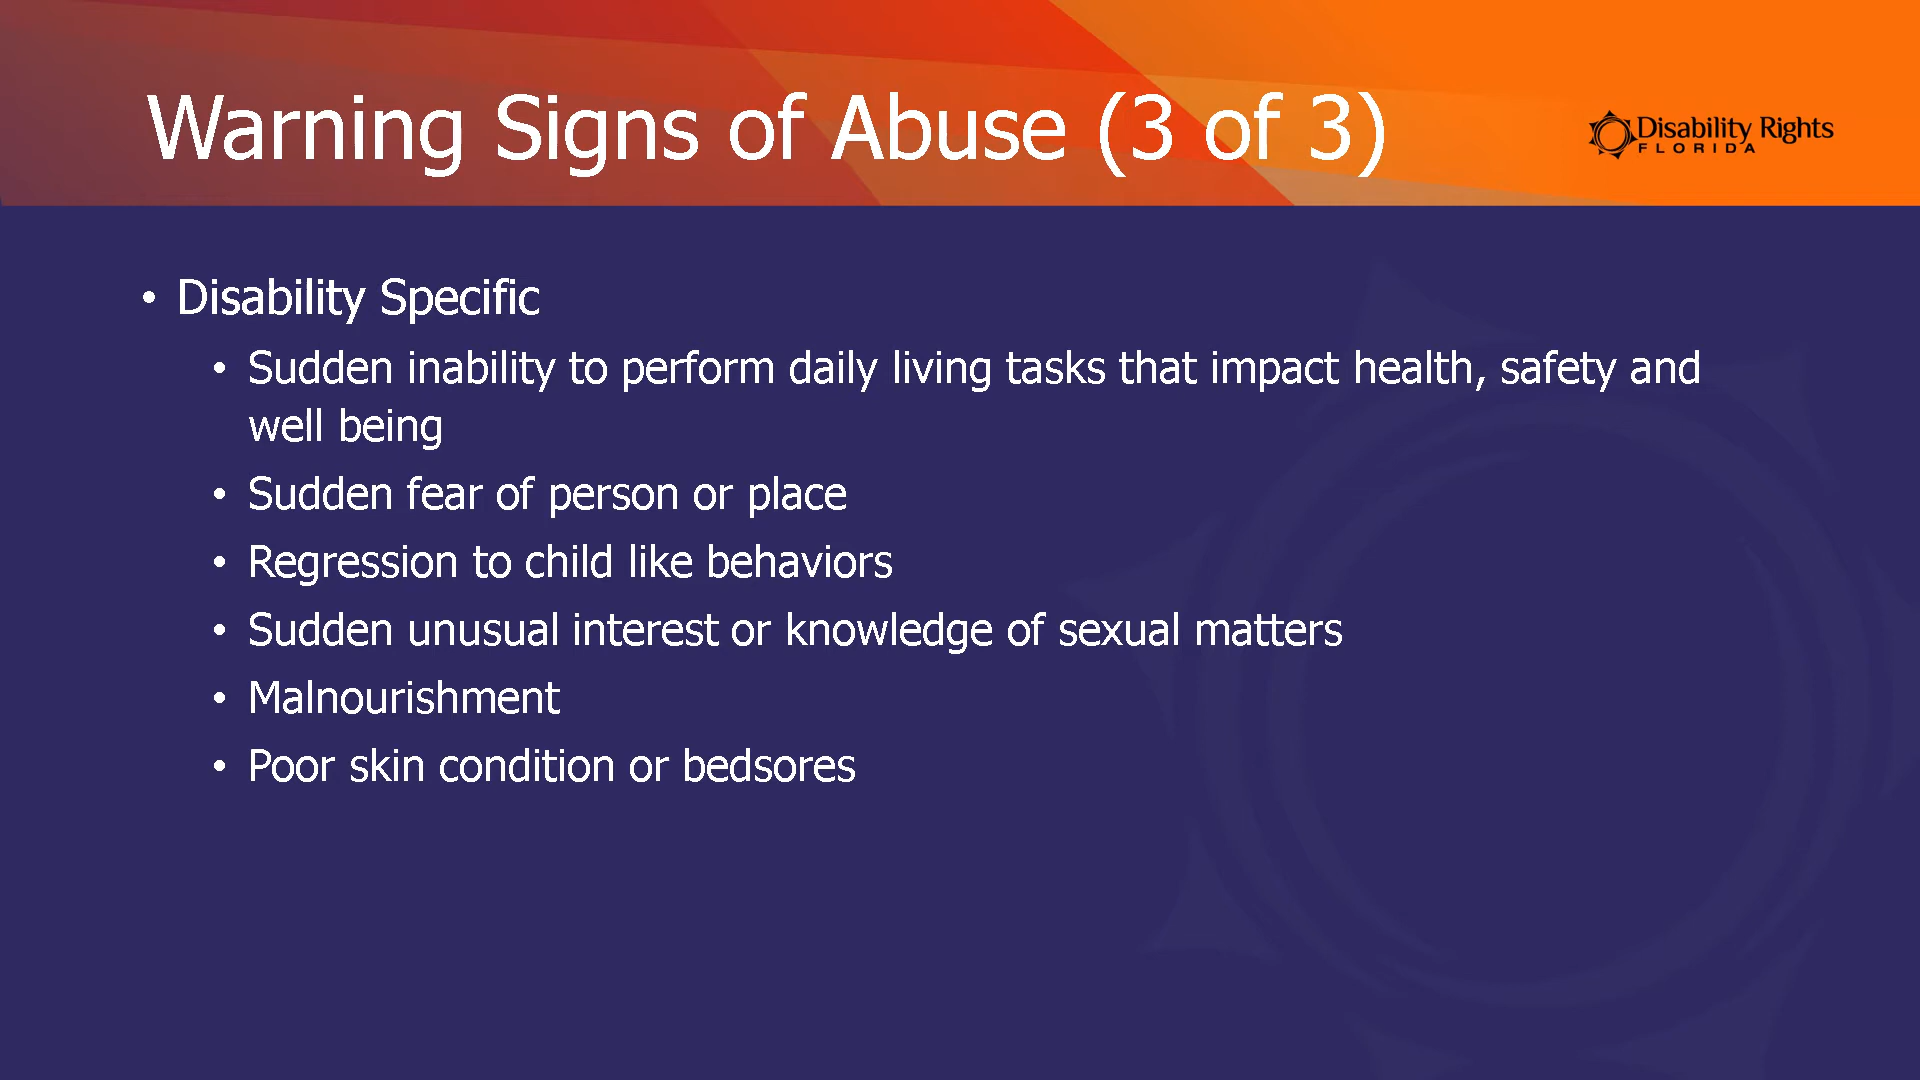 Warning Signs of Abuse (3 of 3)
Disability Rights
FLORIDA
• Disability Specific
• Sudden inability to perform daily living tasks that impact health, safety and
well being
• Sudden fear of person or place
• Regression to child like behaviors
• Sudden unusual interest or knowledge of sexual matters
• Malnourishment
• Poor skin condition or bedsores